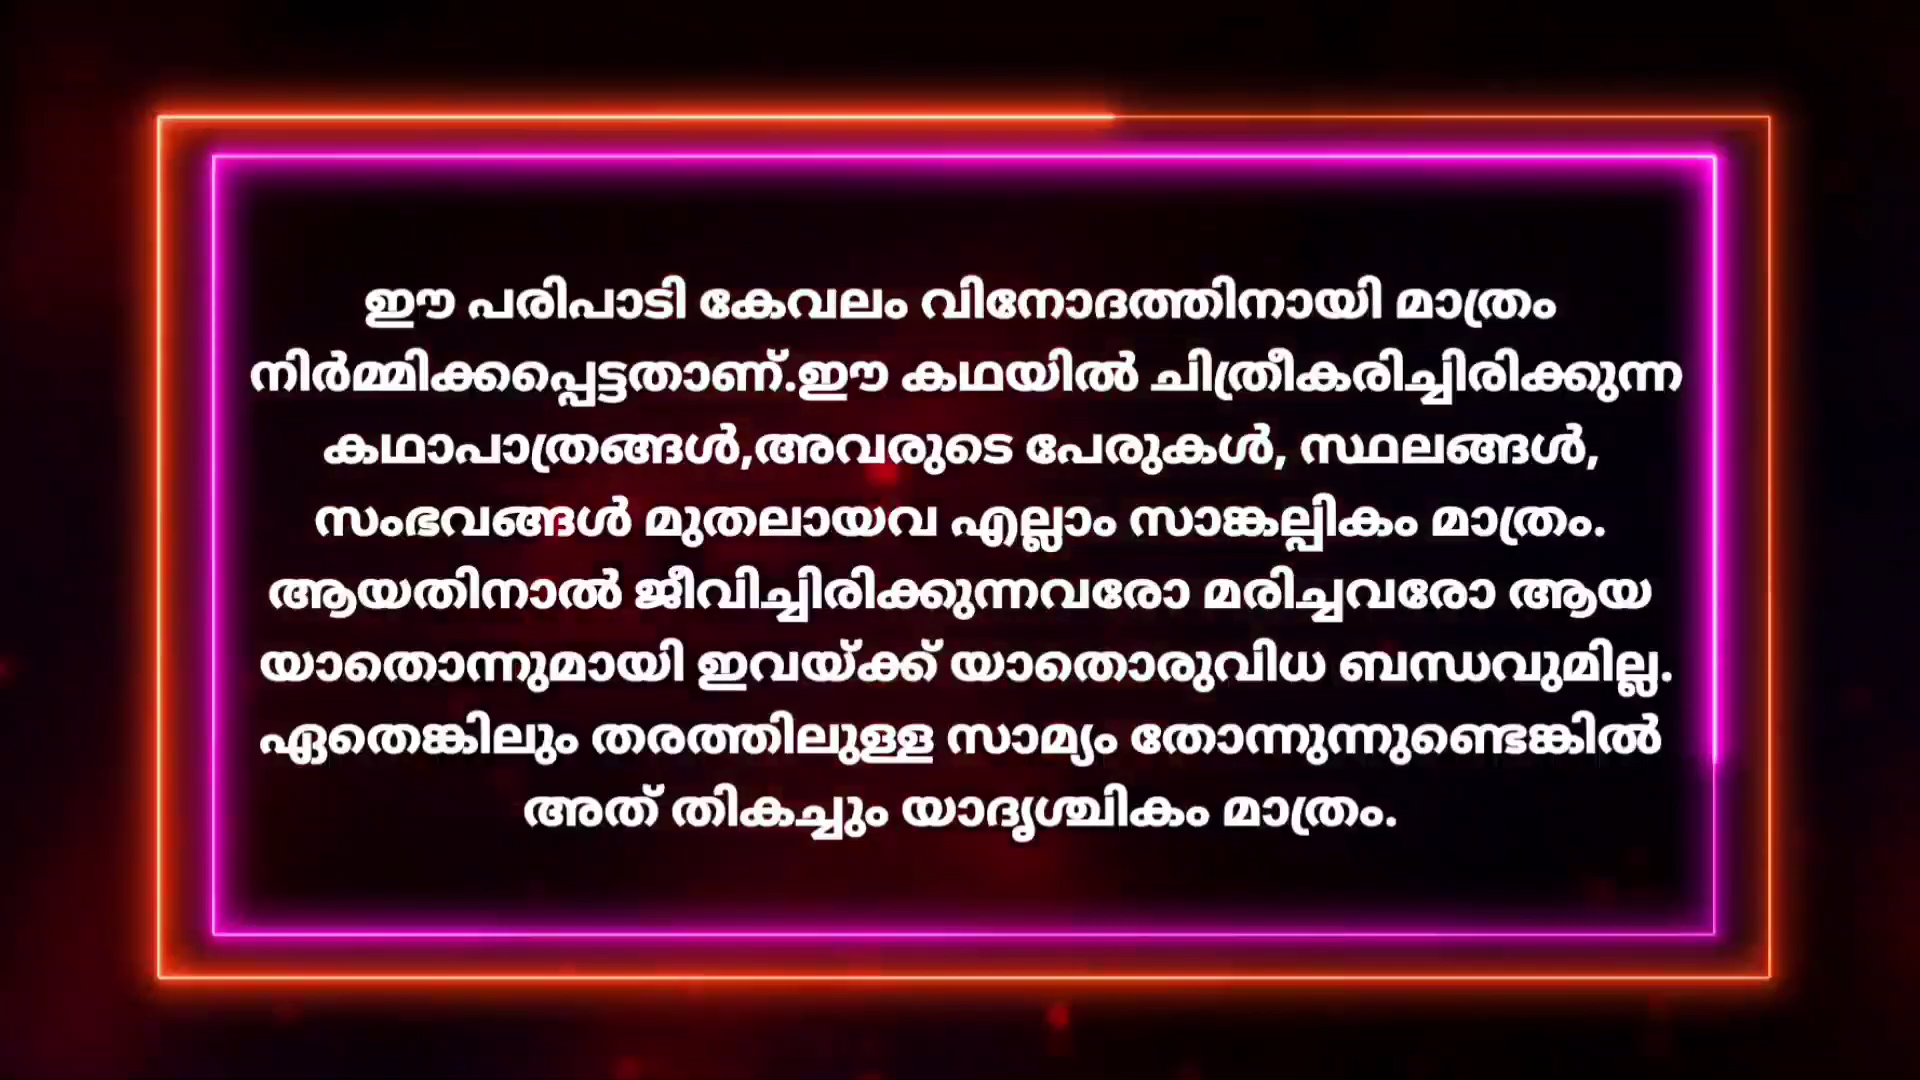 ഈ പരിപാടി കേവലം വിനോദത്തിനായി മാത്രം
നിർമ്മിക്കപ്പെട്ടതാണ്.ഈ കഥയിൽ ചിത്രീകരിച്ചിരിക്കുന്ന
കഥാപാത്രങ്ങൾ,അവരുടെ പേരുകൾ, സ്ഥലങ്ങൾ,
സംഭവങ്ങൾ മുതലായവ എല്ലാം സാങ്കല്പികം മാത്രം.
ആയതിനാൽ ജീവിച്ചിരിക്കുന്നവരോ മരിച്ചവരോ ആയ
യാതൊന്നുമായി ഇവയ്ക്ക് യാതൊരുവിധ ബന്ധവുമില്ല.
ഏതെങ്കിലും തരത്തിലുള്ള സാമ്യം തോന്നുന്നുണ്ടെങ്കിൽ
അത് തികച്ചും യാദൃശ്ചികം മാത്രം.